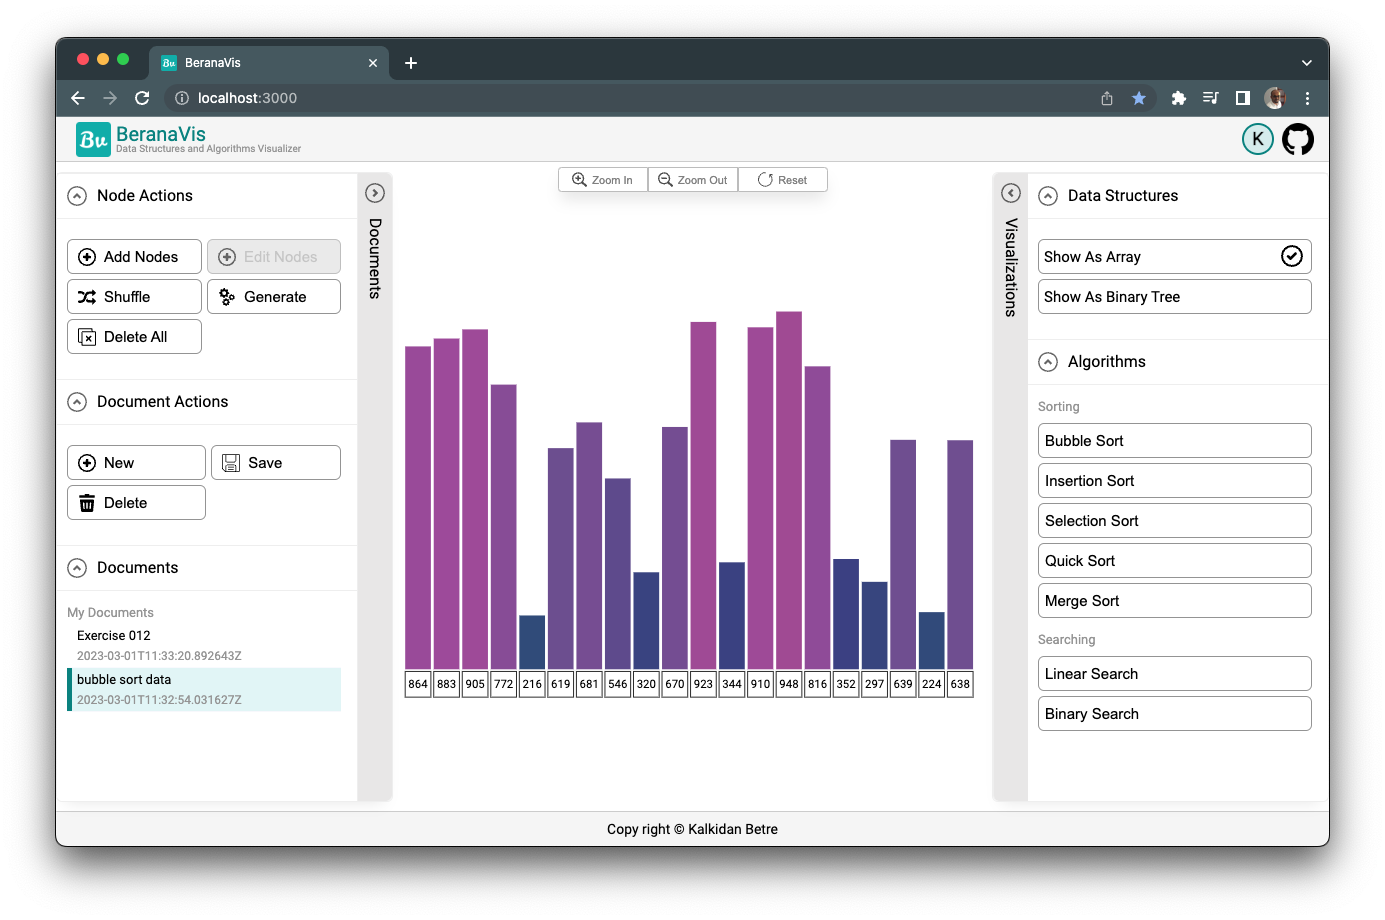 BeranaVis
localhost:3000
Bu BeranaVis
Data Structures and Algorithms Visualizer
K
Node Actions
Add Nodes
Edit Nodes
Shuffle
Generate
Delete All
Document Actions
New
Save
Delete
Documents
My Documents
Exercise 012
2023-03-01T11:33:20.892643Z
bubble sort data
2023-03-01T11:32:54.031627Z
Documents
Zoom In
Zoom Out
Reset
864 883 905 772 216 619 681 546 320 670 923 344 910 948 816 352 297 639 224 638
Visualizations
Data Structures
Show As Array
Show As Binary Tree
Algorithms
Sorting
Bubble Sort
Insertion Sort
Selection Sort
Quick Sort
Merge Sort
Searching
Linear Search
Binary Search
Copy right © Kalkidan Betre